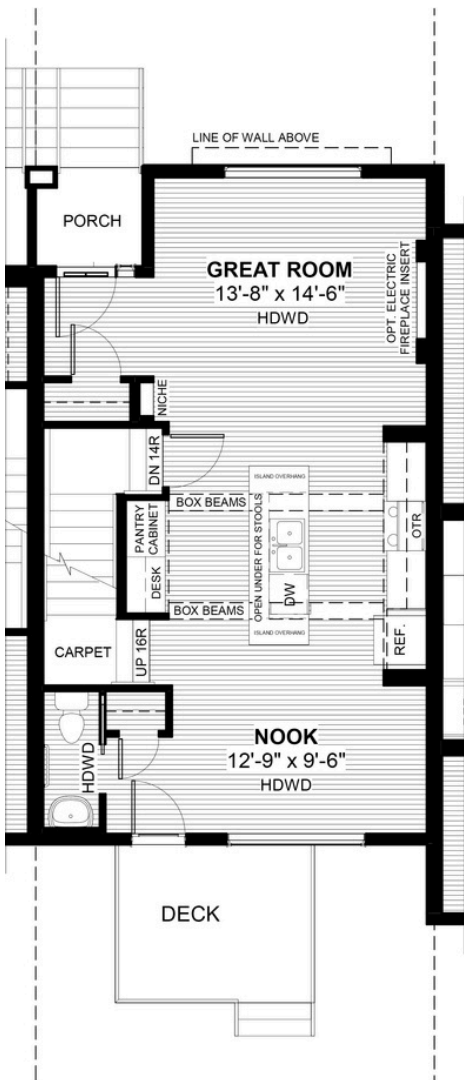 LINE OF WALL ABOVE
PORCH
GREAT ROOM
13'-8" x 14'-6"
HDWD
OPT. ELECTRIC
FIREPLACE INSERT
NICHE
DN 14R
ISLAND OVERHANG
BOX BEAMS
PANTRY
CABINET
DESK
OPEN UNDER FOR STOOLS
OTR
DW
BOX BEAMS
ISLAND OVERHANG
REF.
CARPET
UP 16R
HDWD
NOOK
12'-9" x 9'-6"
HDWD
DECK